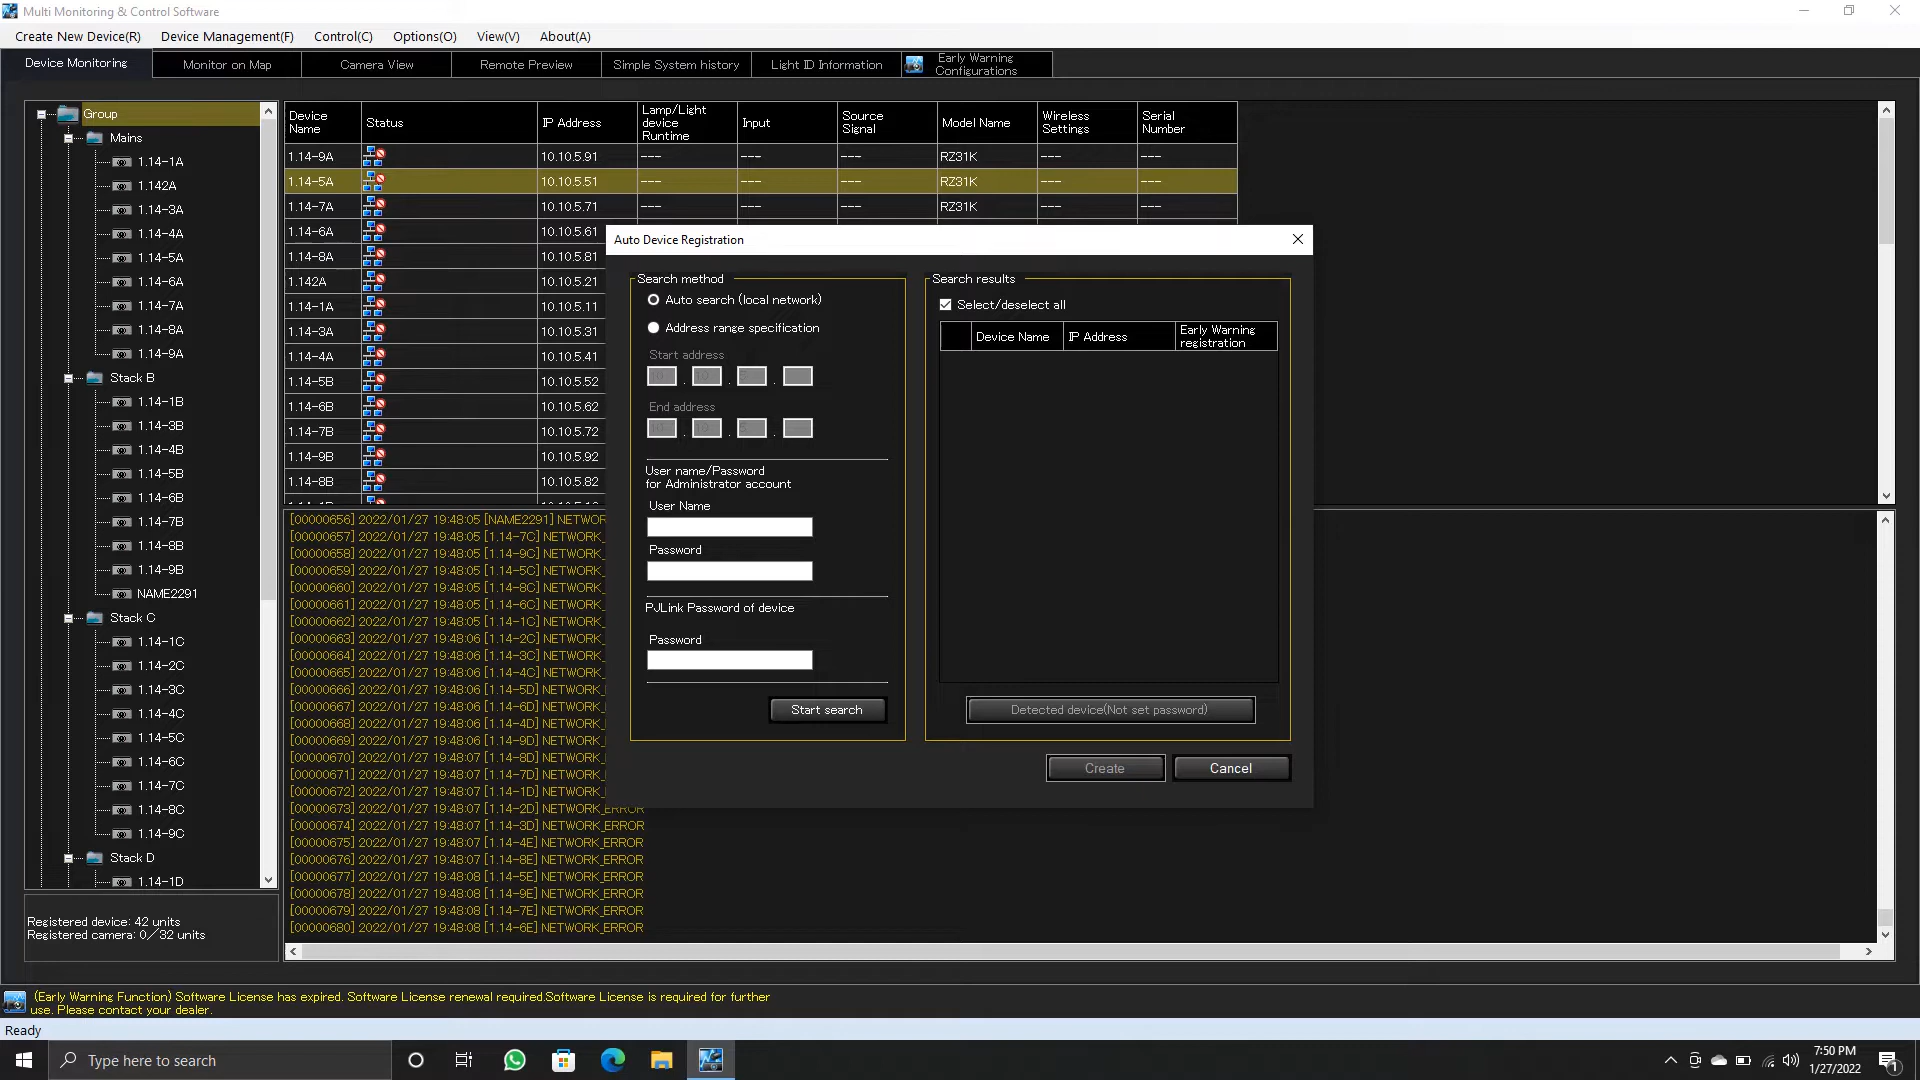 Multi Monitoring & Control Software
Create New Device(R) Device Management(F) Control(C) Options(O) View(V) About(A)
Device Monitoring Monitor on Map Camera View Remote Preview Simple System history Light ID Information Early Warning Configurations
Group
Mains
1.14-1A
1.142A
1.14-3A
1.14-4A
1.14-5A
1.14-6A
1.14-7A
1.14-8A
1.14-9A
Stack B
1.14-1B
1.14-3B
1.14-4B
1.14-5B
1.14-6B
1.14-7B
1.14-8B
1.14-9B
NAME2291
Stack C
1.14-1C
1.14-2C
1.14-3C
1.14-4C
1.14-5C
1.14-6C
1.14-7C
1.14-8C
1.14-9C
Stack D
1.14-1D
Registered device: 42 units
Registered camera: 0/32 units
Device Name Status IP Address Lamp/Light device Runtime Input Source Signal Model Name Wireless Settings Serial Number
1.14-9A 10.10.5.91 --- --- --- RZ31K --- ---
1.14-5A 10.10.5.51 --- --- --- RZ31K --- ---
1.14-7A 10.10.5.71 --- --- --- RZ31K --- ---
1.14-6A 10.10.5.61
1.14-8A 10.10.5.81
1.142A 10.10.5.21
1.14-1A 10.10.5.11
1.14-3A 10.10.5.31
1.14-4A 10.10.5.41
1.14-5B 10.10.5.52
1.14-6B 10.10.5.62
1.14-7B 10.10.5.72
1.14-9B 10.10.5.92
1.14-8B 10.10.5.82
[00000656] 2022/01/27 19:48:05 [NAME2291] NETWOR
[00000657] 2022/01/27 19:48:05 [1.14-7C] NETWORK_
[00000658] 2022/01/27 19:48:05 [1.14-9C] NETWORK_
[00000659] 2022/01/27 19:48:05 [1.14-5C] NETWORK_
[00000660] 2022/01/27 19:48:05 [1.14-8C] NETWORK_
[00000661] 2022/01/27 19:48:05 [1.14-6C] NETWORK_
[00000662] 2022/01/27 19:48:05 [1.14-1C] NETWORK_
[00000663] 2022/01/27 19:48:06 [1.14-2C] NETWORK_
[00000664] 2022/01/27 19:48:06 [1.14-3C] NETWORK_
[00000665] 2022/01/27 19:48:06 [1.14-4C] NETWORK_
[00000666] 2022/01/27 19:48:06 [1.14-5D] NETWORK_
[00000667] 2022/01/27 19:48:06 [1.14-6D] NETWORK_
[00000668] 2022/01/27 19:48:06 [1.14-4D] NETWORK_
[00000669] 2022/01/27 19:48:06 [1.14-9D] NETWORK_
[00000670] 2022/01/27 19:48:07 [1.14-8D] NETWORK_
[00000671] 2022/01/27 19:48:07 [1.14-7D] NETWORK_
[00000672] 2022/01/27 19:48:07 [1.14-1D] NETWORK_
[00000673] 2022/01/27 19:48:07 [1.14-2D] NETWORK_ERROR
[00000674] 2022/01/27 19:48:07 [1.14-3D] NETWORK_ERROR
[00000675] 2022/01/27 19:48:07 [1.14-4E] NETWORK_ERROR
[00000676] 2022/01/27 19:48:07 [1.14-8E] NETWORK_ERROR
[00000677] 2022/01/27 19:48:08 [1.14-5E] NETWORK_ERROR
[00000678] 2022/01/27 19:48:08 [1.14-9E] NETWORK_ERROR
[00000679] 2022/01/27 19:48:08 [1.14-7E] NETWORK_ERROR
[00000680] 2022/01/27 19:48:08 [1.14-6E] NETWORK_ERROR
Auto Device Registration
Search method
Auto search (local network)
Address range specification
Start address
. . .
End address
. . .
User name/Password
for Administrator account
User Name
Password
PJLink Password of device
Password
Start search
Search results
Select/deselect all
Device Name IP Address Early Warning registration
Detected device(Not set password)
Create Cancel
(Early Warning Function) Software License has expired. Software License renewal required.Software License is required for further
use. Please contact your dealer.
Ready
Type here to search
7:50 PM
1/27/2022
1